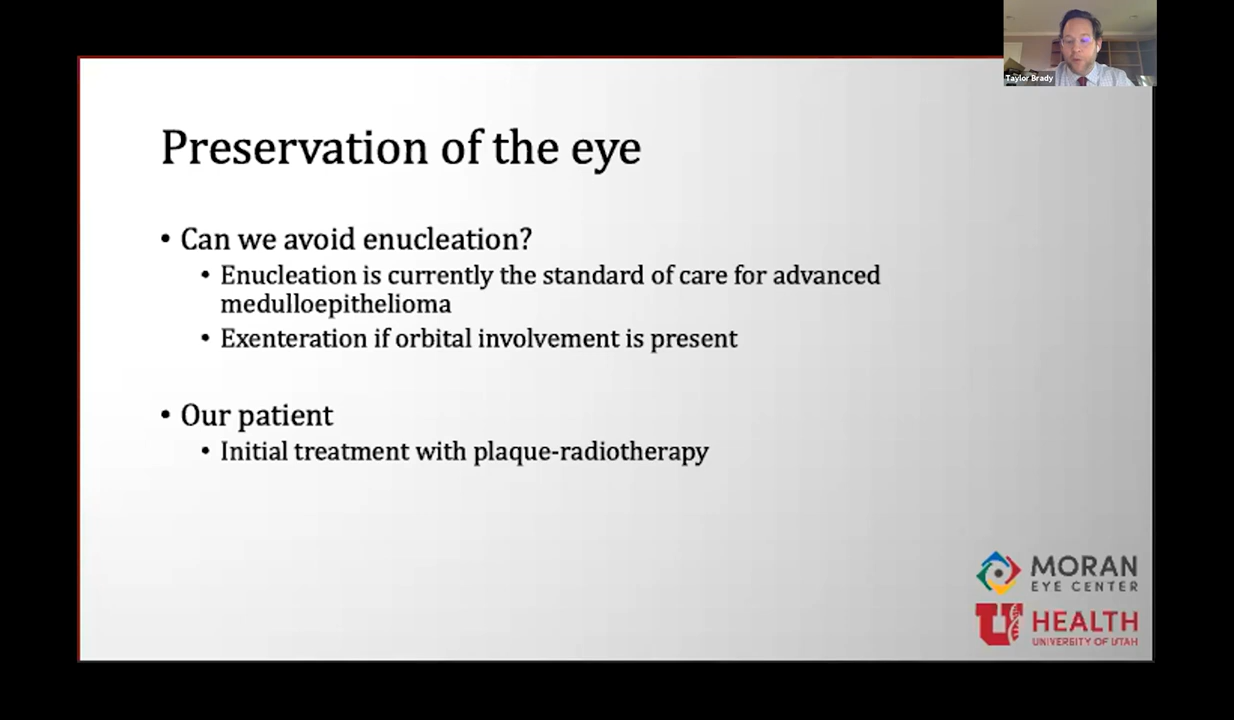 Taylor Brady
Preservation of the eye
• Can we avoid enucleation?
• Enucleation is currently the standard of care for advanced
medulloepithelioma
• Exenteration if orbital involvement is present
• Our patient
• Initial treatment with plaque-radiotherapy
MORAN
EYE CENTER
U HEALTH
UNIVERSITY OF UTAH